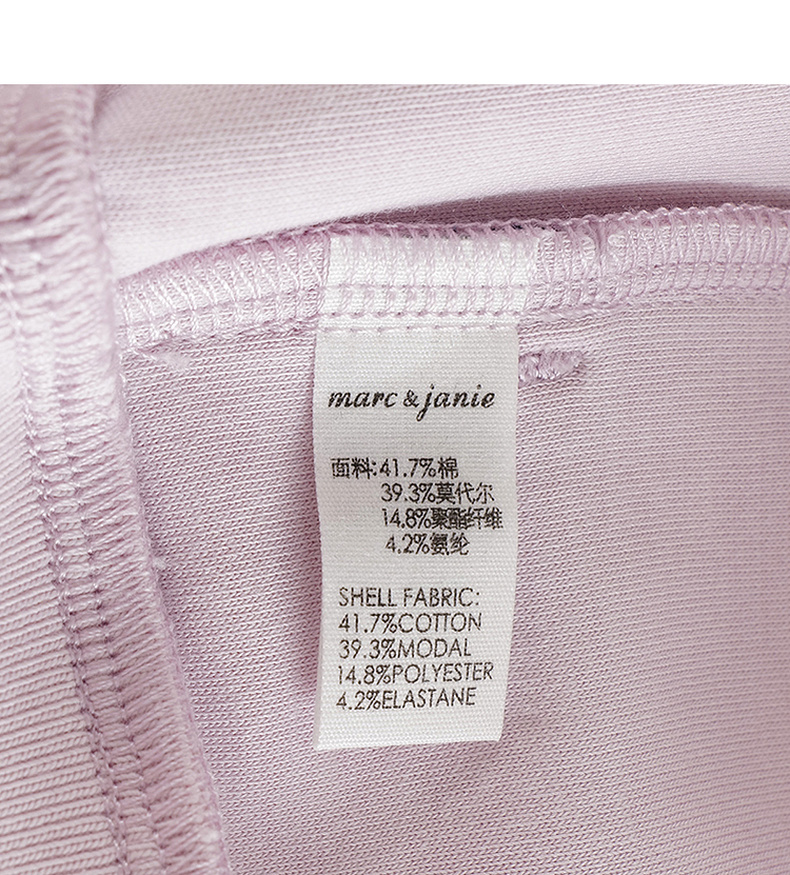 marc & janie
面料:41.7%棉
39.3%莫代尔
14.8%聚酯纤维
4.2%氨纶
SHELL FABRIC:
41.7%COTTON
39.3%MODAL
14.8%POLYESTER
4.2%ELASTANE